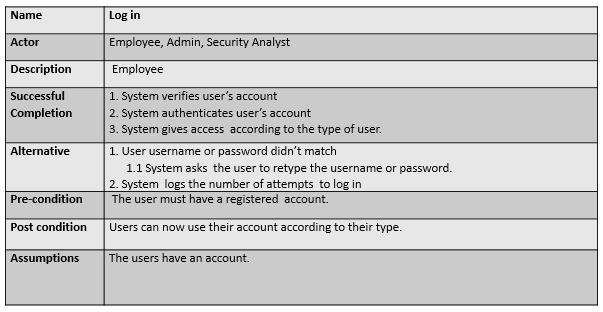 Name Log in
Actor Employee, Admin, Security Analyst
Description Employee
Successful Completion 1. System verifies user's account
2. System authenticates user's account
3. System gives access according to the type of user.
Alternative 1. User username or password didn't match
1.1 System asks the user to retype the username or password.
2. System logs the number of attempts to log in
Pre-condition The user must have a registered account.
Post condition Users can now use their account according to their type.
Assumptions The users have an account.